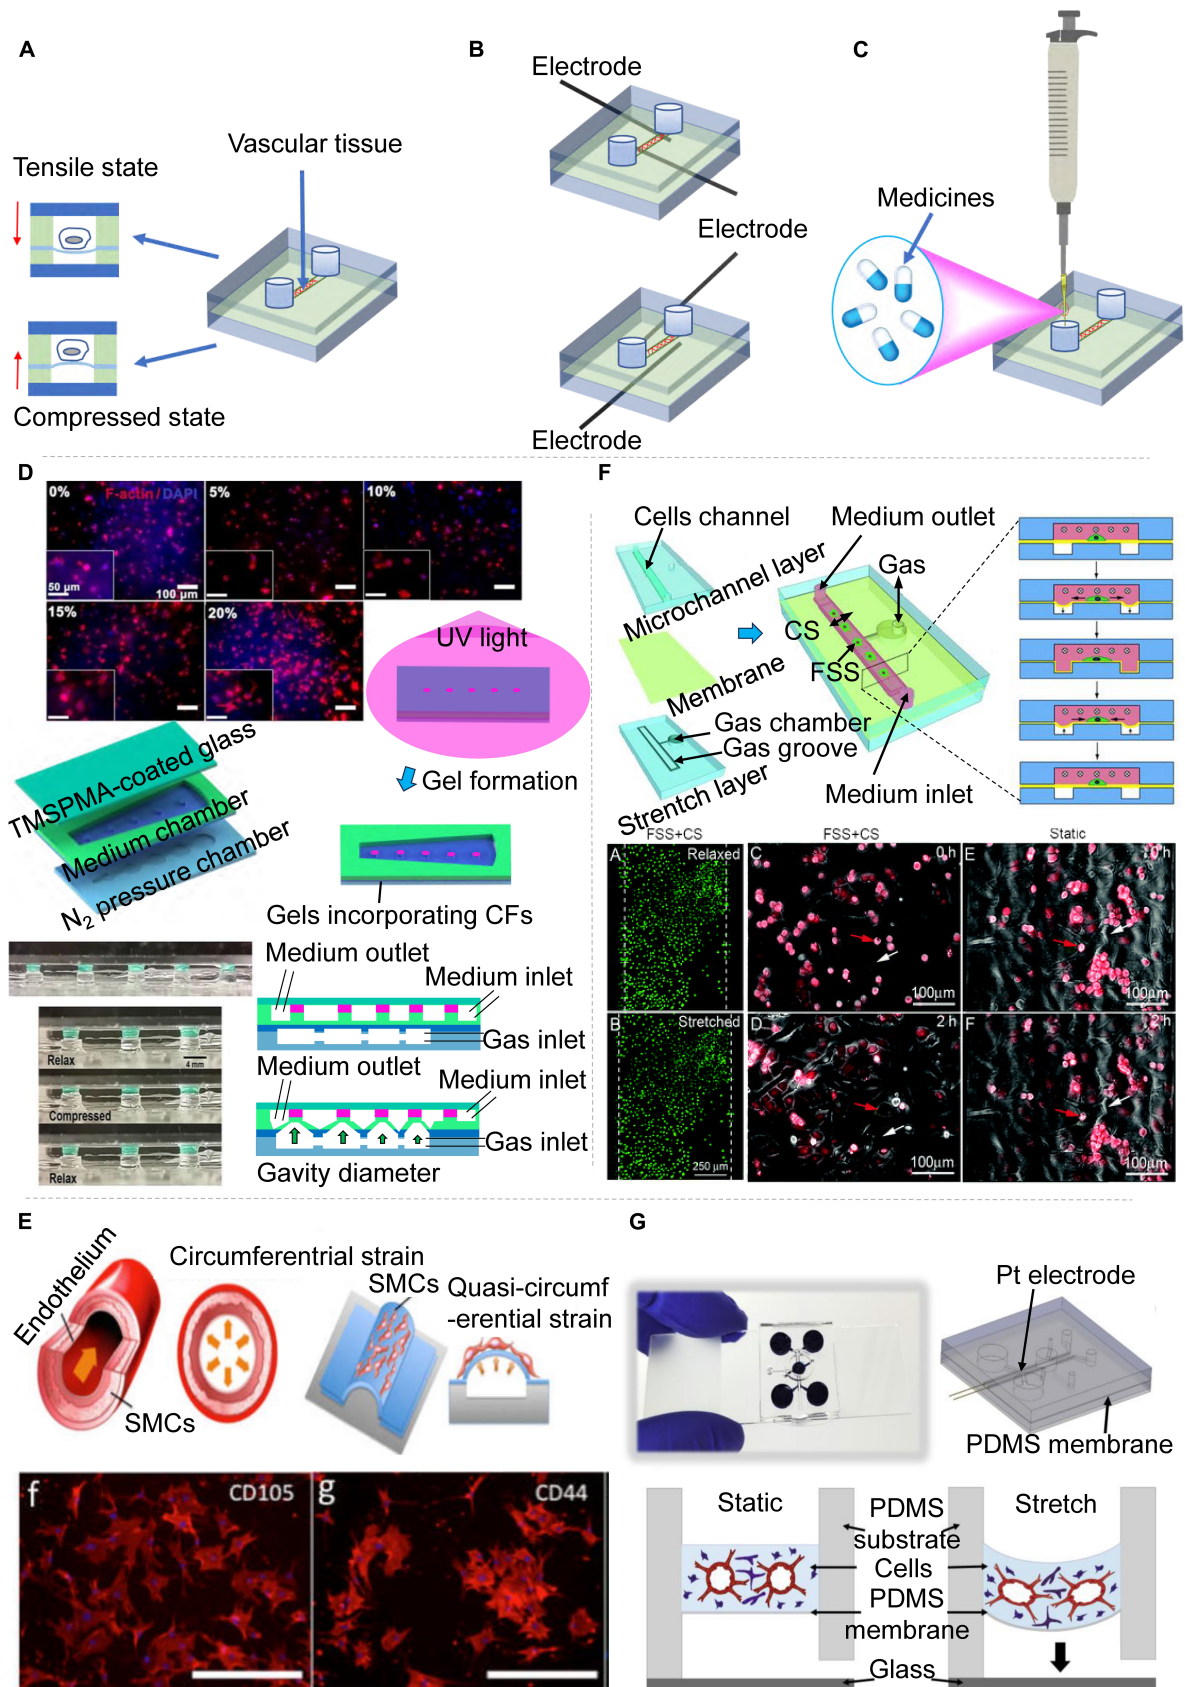 A
B
C
Electrode
Tensile state
Vascular tissue
Medicines
Electrode
Compressed state
Electrode
D
0%
F-actin/DAPI
5%
10%
50 µm
100 µm
15%
20%
UV light
TMSPMA-coated glass
Gel formation
Medium chamber
N2 pressure chamber
Gels incorporating CFs
Medium outlet
Medium inlet
Gas inlet
Relax
4 mm
Compressed
Relax
Medium outlet
Medium inlet
Gas inlet
Gavity diameter
F
Cells channel
Medium outlet
Microchannel layer
Gas
CS
FSS
Membrane
Gas chamber
Gas groove
Strentch layer
Medium inlet
FSS+CS
FSS+CS
Static
A
Relaxed
C
0 h
E
0 h
100µm
100µm
B
Stretched
D
2 h
F
2 h
250 µm
100µm
100µm
E
Endothelium
Circumferentrial strain
SMCs
Quasi-circumf
-erential strain
SMCs
f
CD105
g
CD44
G
Pt electrode
PDMS membrane
Static
PDMS
substrate
Stretch
Cells
PDMS
membrane
Glass